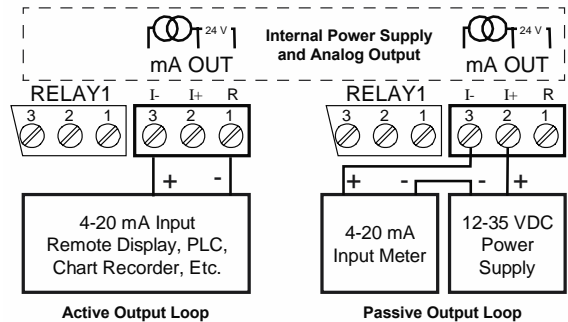 24 V
24 V
Internal Power Supply
and Analog Output
mA OUT
mA OUT
RELAY1
I- I+ R
RELAY1
I- I+ R
3 2 1
3 2 1
3 2 1
3 2 1
+ -
+ - - +
4-20 mA Input
Remote Display, PLC,
Chart Recorder, Etc.
4-20 mA
Input Meter
12-35 VDC
Power
Supply
Active Output Loop
Passive Output Loop